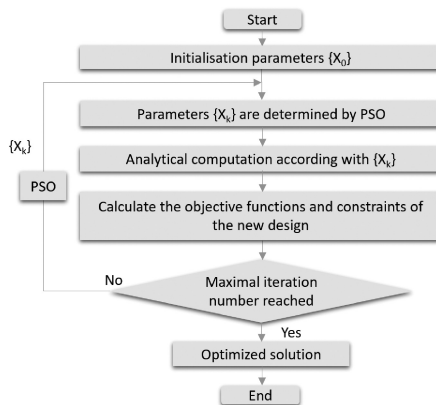 Start
Initialisation parameters {X0}
Parameters {Xk} are determined by PSO
{Xk}
Analytical computation according with {Xk}
PSO
Calculate the objective functions and constraints of
the new design
No
Maximal iteration
number reached
Yes
Optimized solution
End